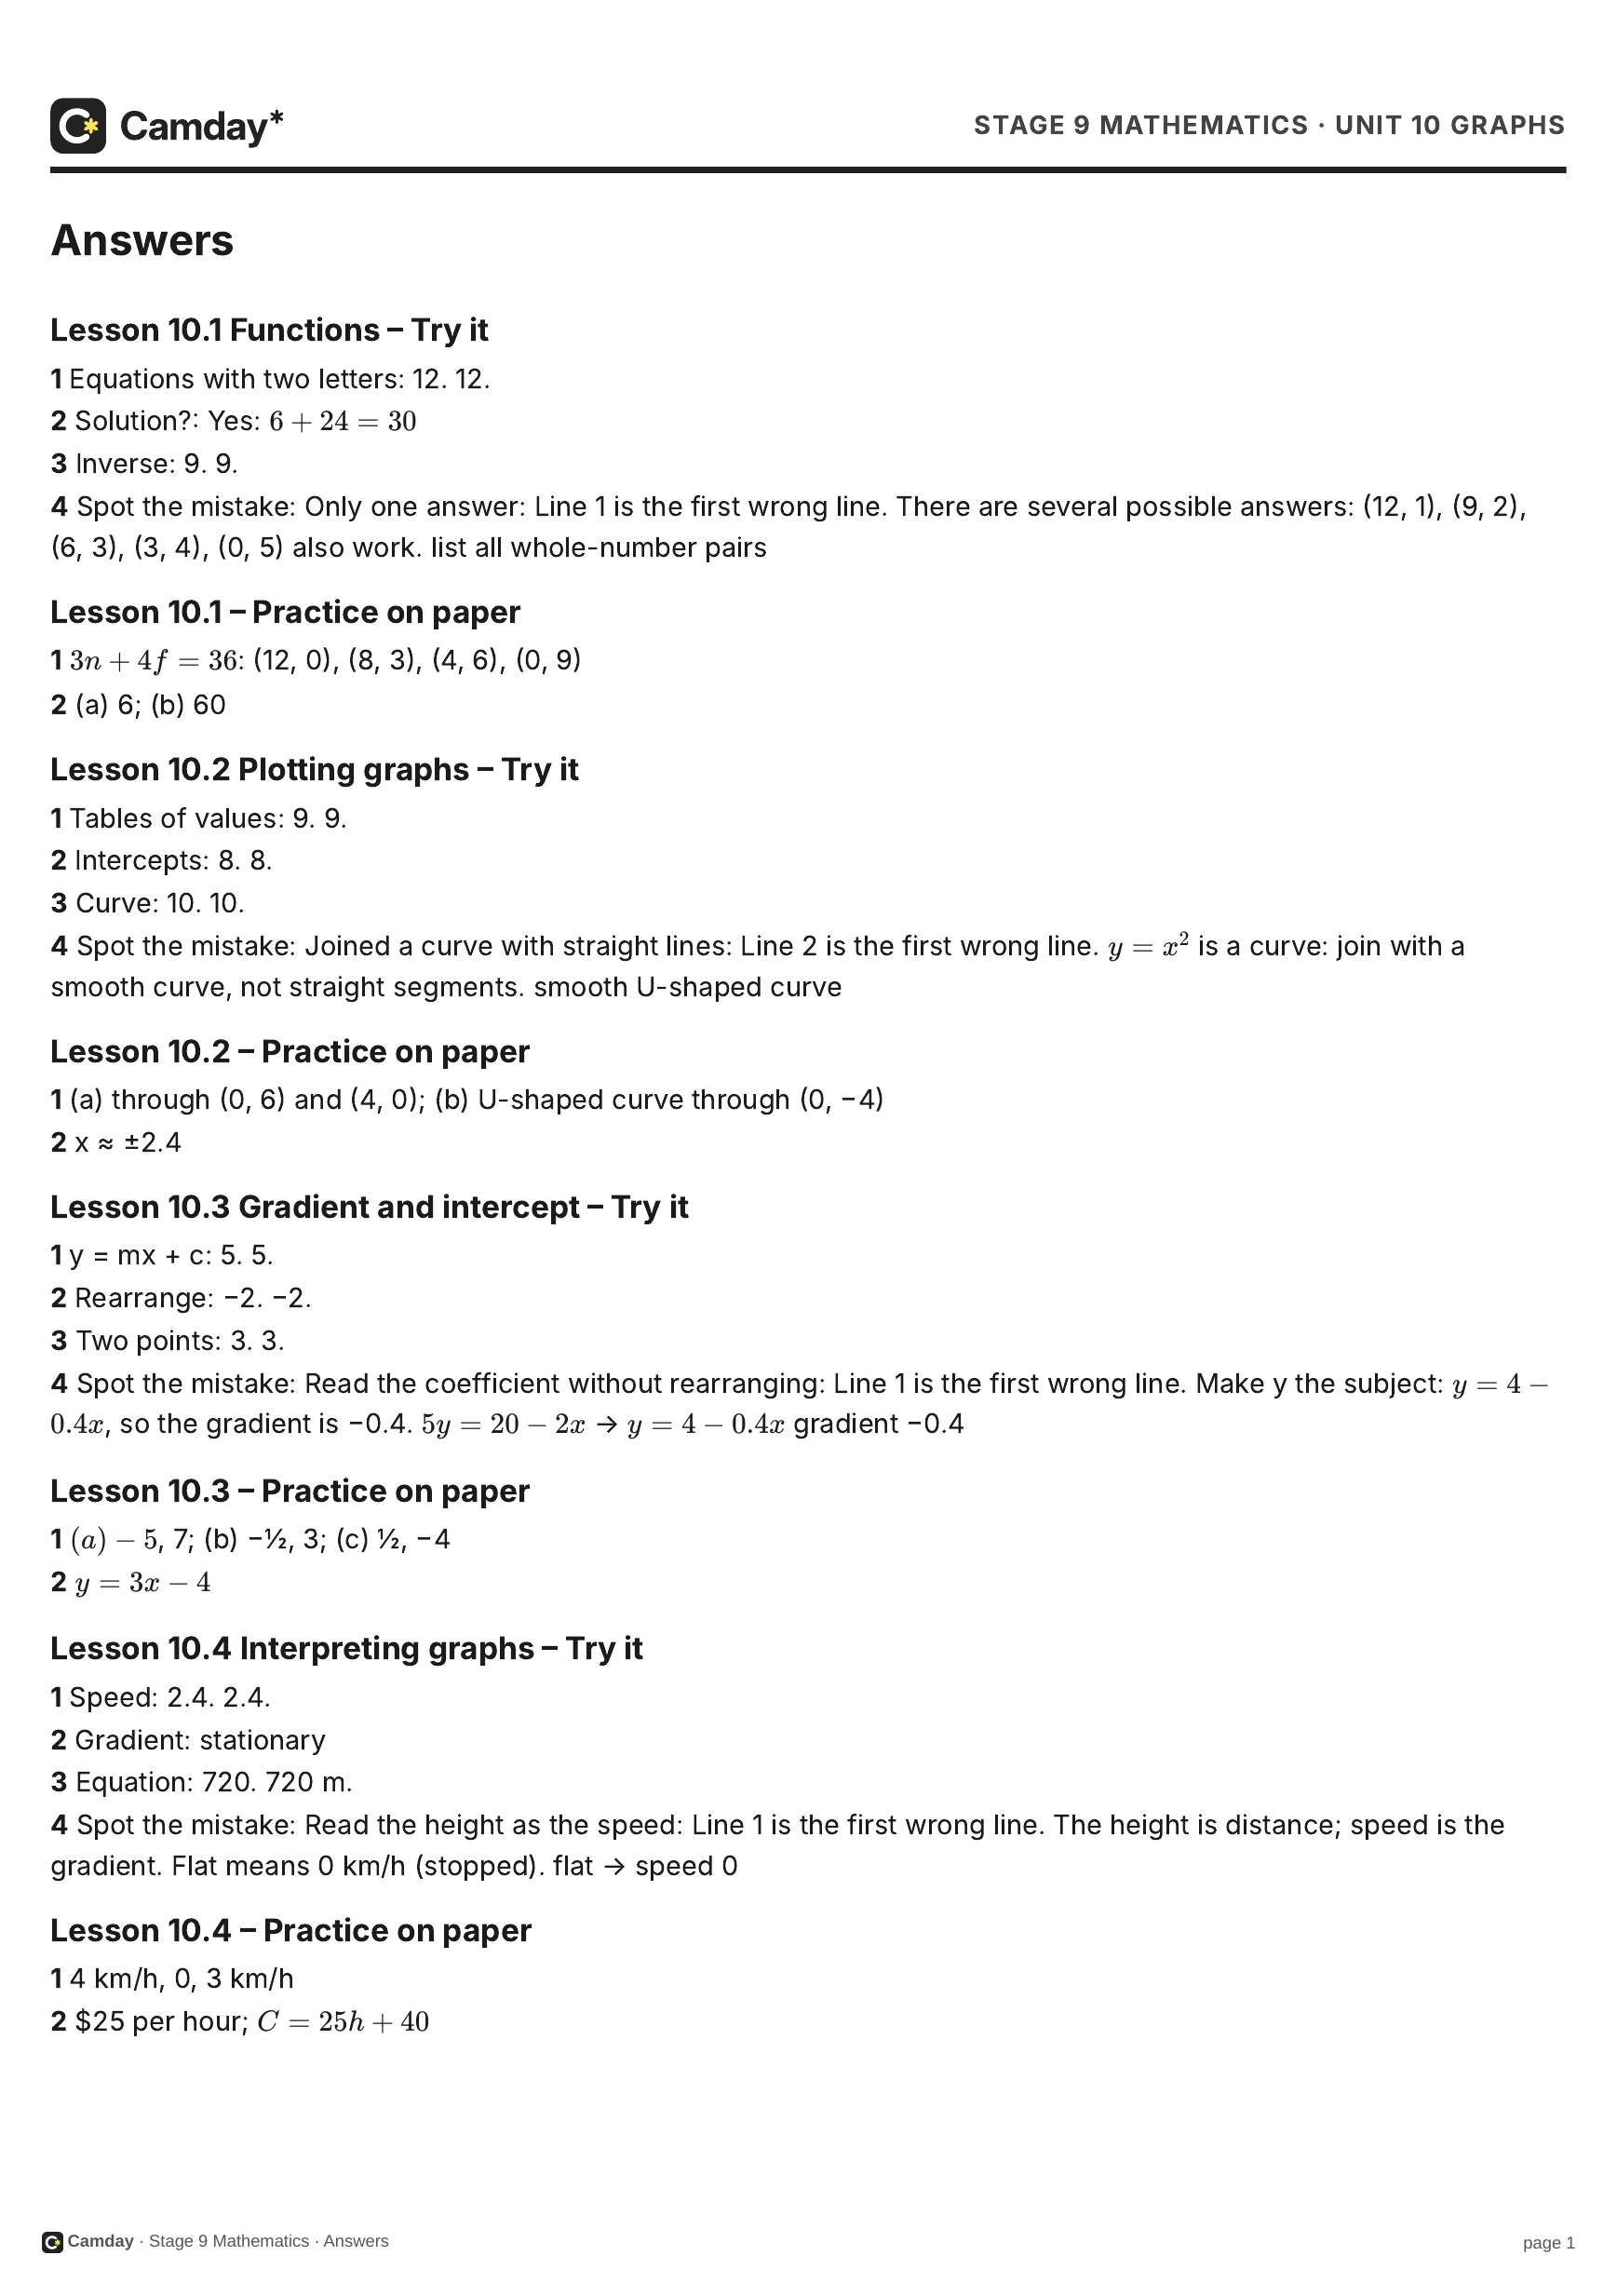 Camday*
STAGE 9 MATHEMATICS · UNIT 10 GRAPHS
Answers
Lesson 10.1 Functions – Try it
1 Equations with two letters: 12. 12.
2 Solution?: Yes: 6 + 24 = 30
3 Inverse: 9. 9.
4 Spot the mistake: Only one answer: Line 1 is the first wrong line. There are several possible answers: (12, 1), (9, 2),
(6, 3), (3, 4), (0, 5) also work. list all whole-number pairs
Lesson 10.1 – Practice on paper
1 3n + 4f = 36: (12, 0), (8, 3), (4, 6), (0, 9)
2 (a) 6; (b) 60
Lesson 10.2 Plotting graphs – Try it
1 Tables of values: 9. 9.
2 Intercepts: 8. 8.
3 Curve: 10. 10.
4 Spot the mistake: Joined a curve with straight lines: Line 2 is the first wrong line. y = x² is a curve: join with a
smooth curve, not straight segments. smooth U-shaped curve
Lesson 10.2 – Practice on paper
1 (a) through (0, 6) and (4, 0); (b) U-shaped curve through (0, −4)
2 x ≈ ±2.4
Lesson 10.3 Gradient and intercept – Try it
1 y = mx + c: 5. 5.
2 Rearrange: −2. −2.
3 Two points: 3. 3.
4 Spot the mistake: Read the coefficient without rearranging: Line 1 is the first wrong line. Make y the subject: y = 4 −
0.4x, so the gradient is −0.4. 5y = 20 − 2x → y = 4 − 0.4x gradient −0.4
Lesson 10.3 – Practice on paper
1 (a) − 5, 7; (b) −½, 3; (c) ½, −4
2 y = 3x − 4
Lesson 10.4 Interpreting graphs – Try it
1 Speed: 2.4. 2.4.
2 Gradient: stationary
3 Equation: 720. 720 m.
4 Spot the mistake: Read the height as the speed: Line 1 is the first wrong line. The height is distance; speed is the
gradient. Flat means 0 km/h (stopped). flat → speed 0
Lesson 10.4 – Practice on paper
1 4 km/h, 0, 3 km/h
2 $25 per hour; C = 25h + 40
Camday · Stage 9 Mathematics · Answers
page 1